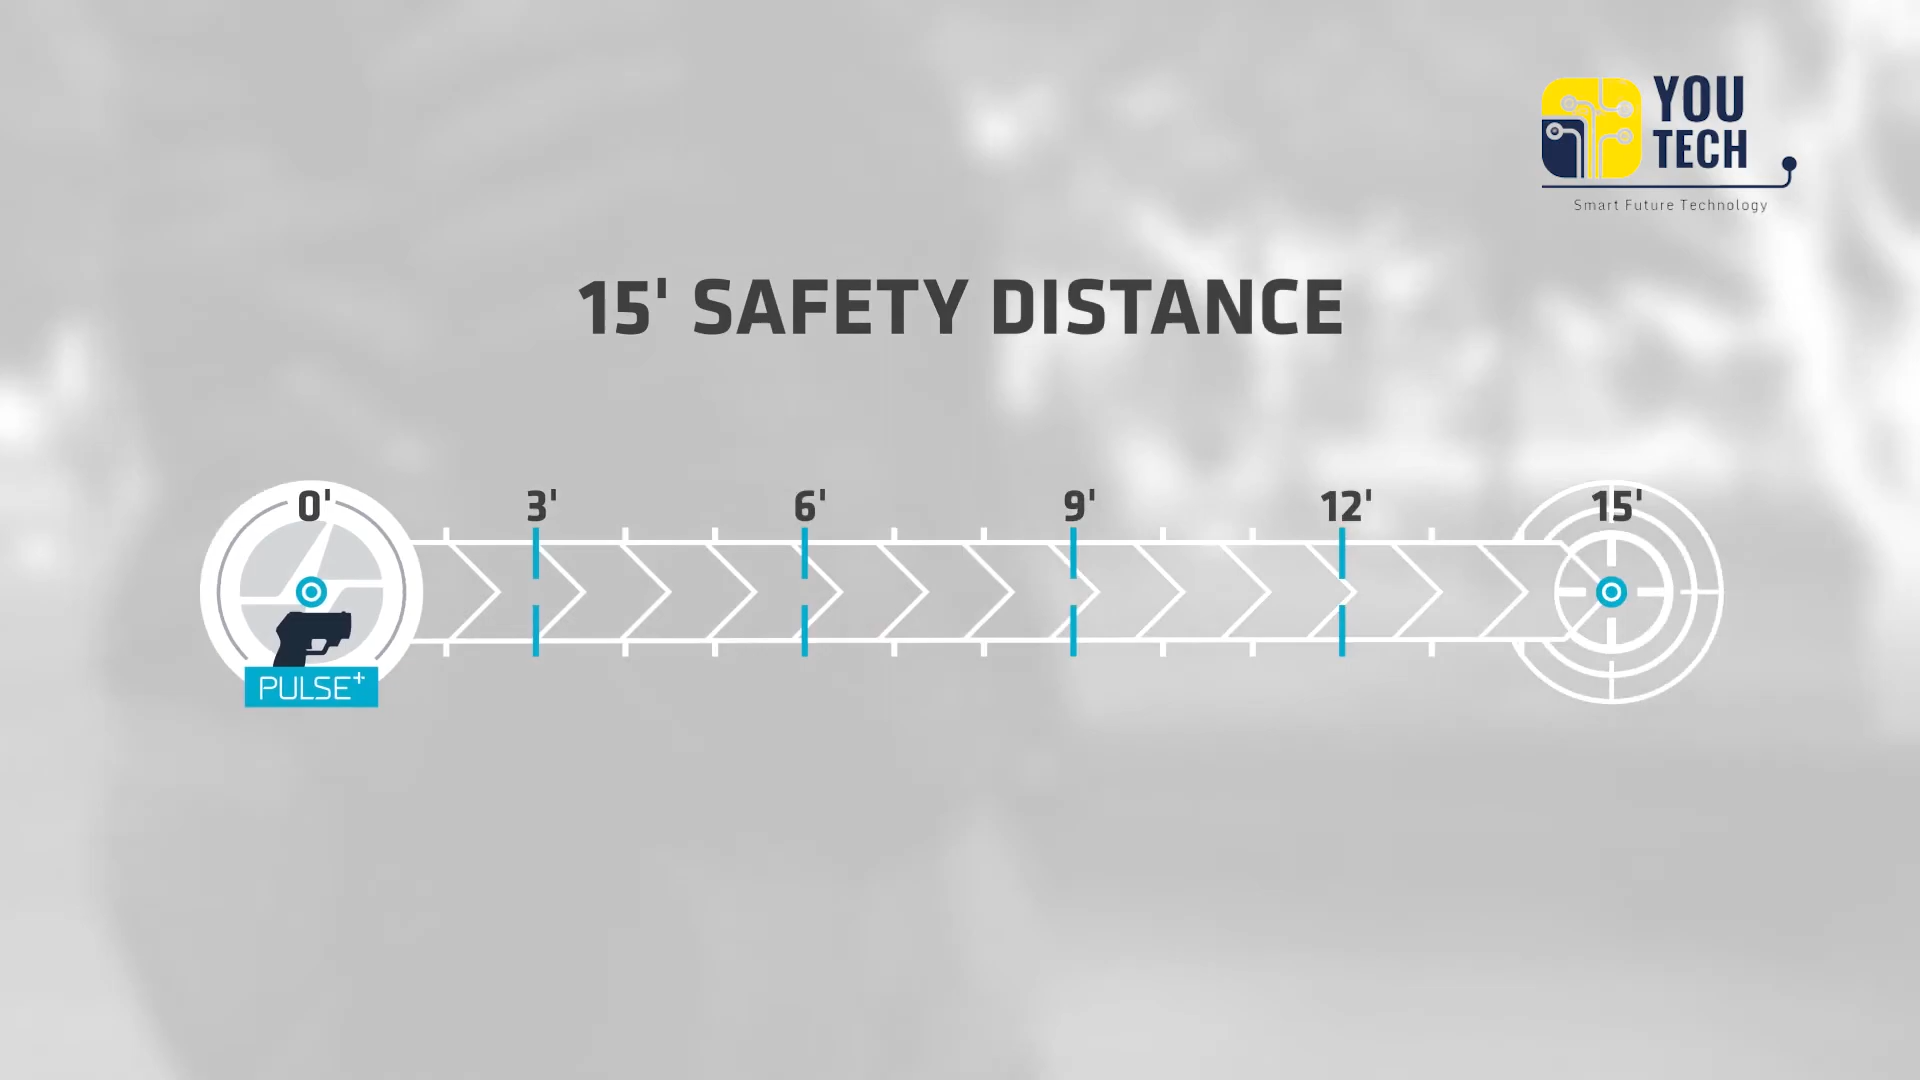 YOU
TECH
Smart Future Technology
15' SAFETY DISTANCE
0' 3' 6' 9' 12' 15'
PULSE+